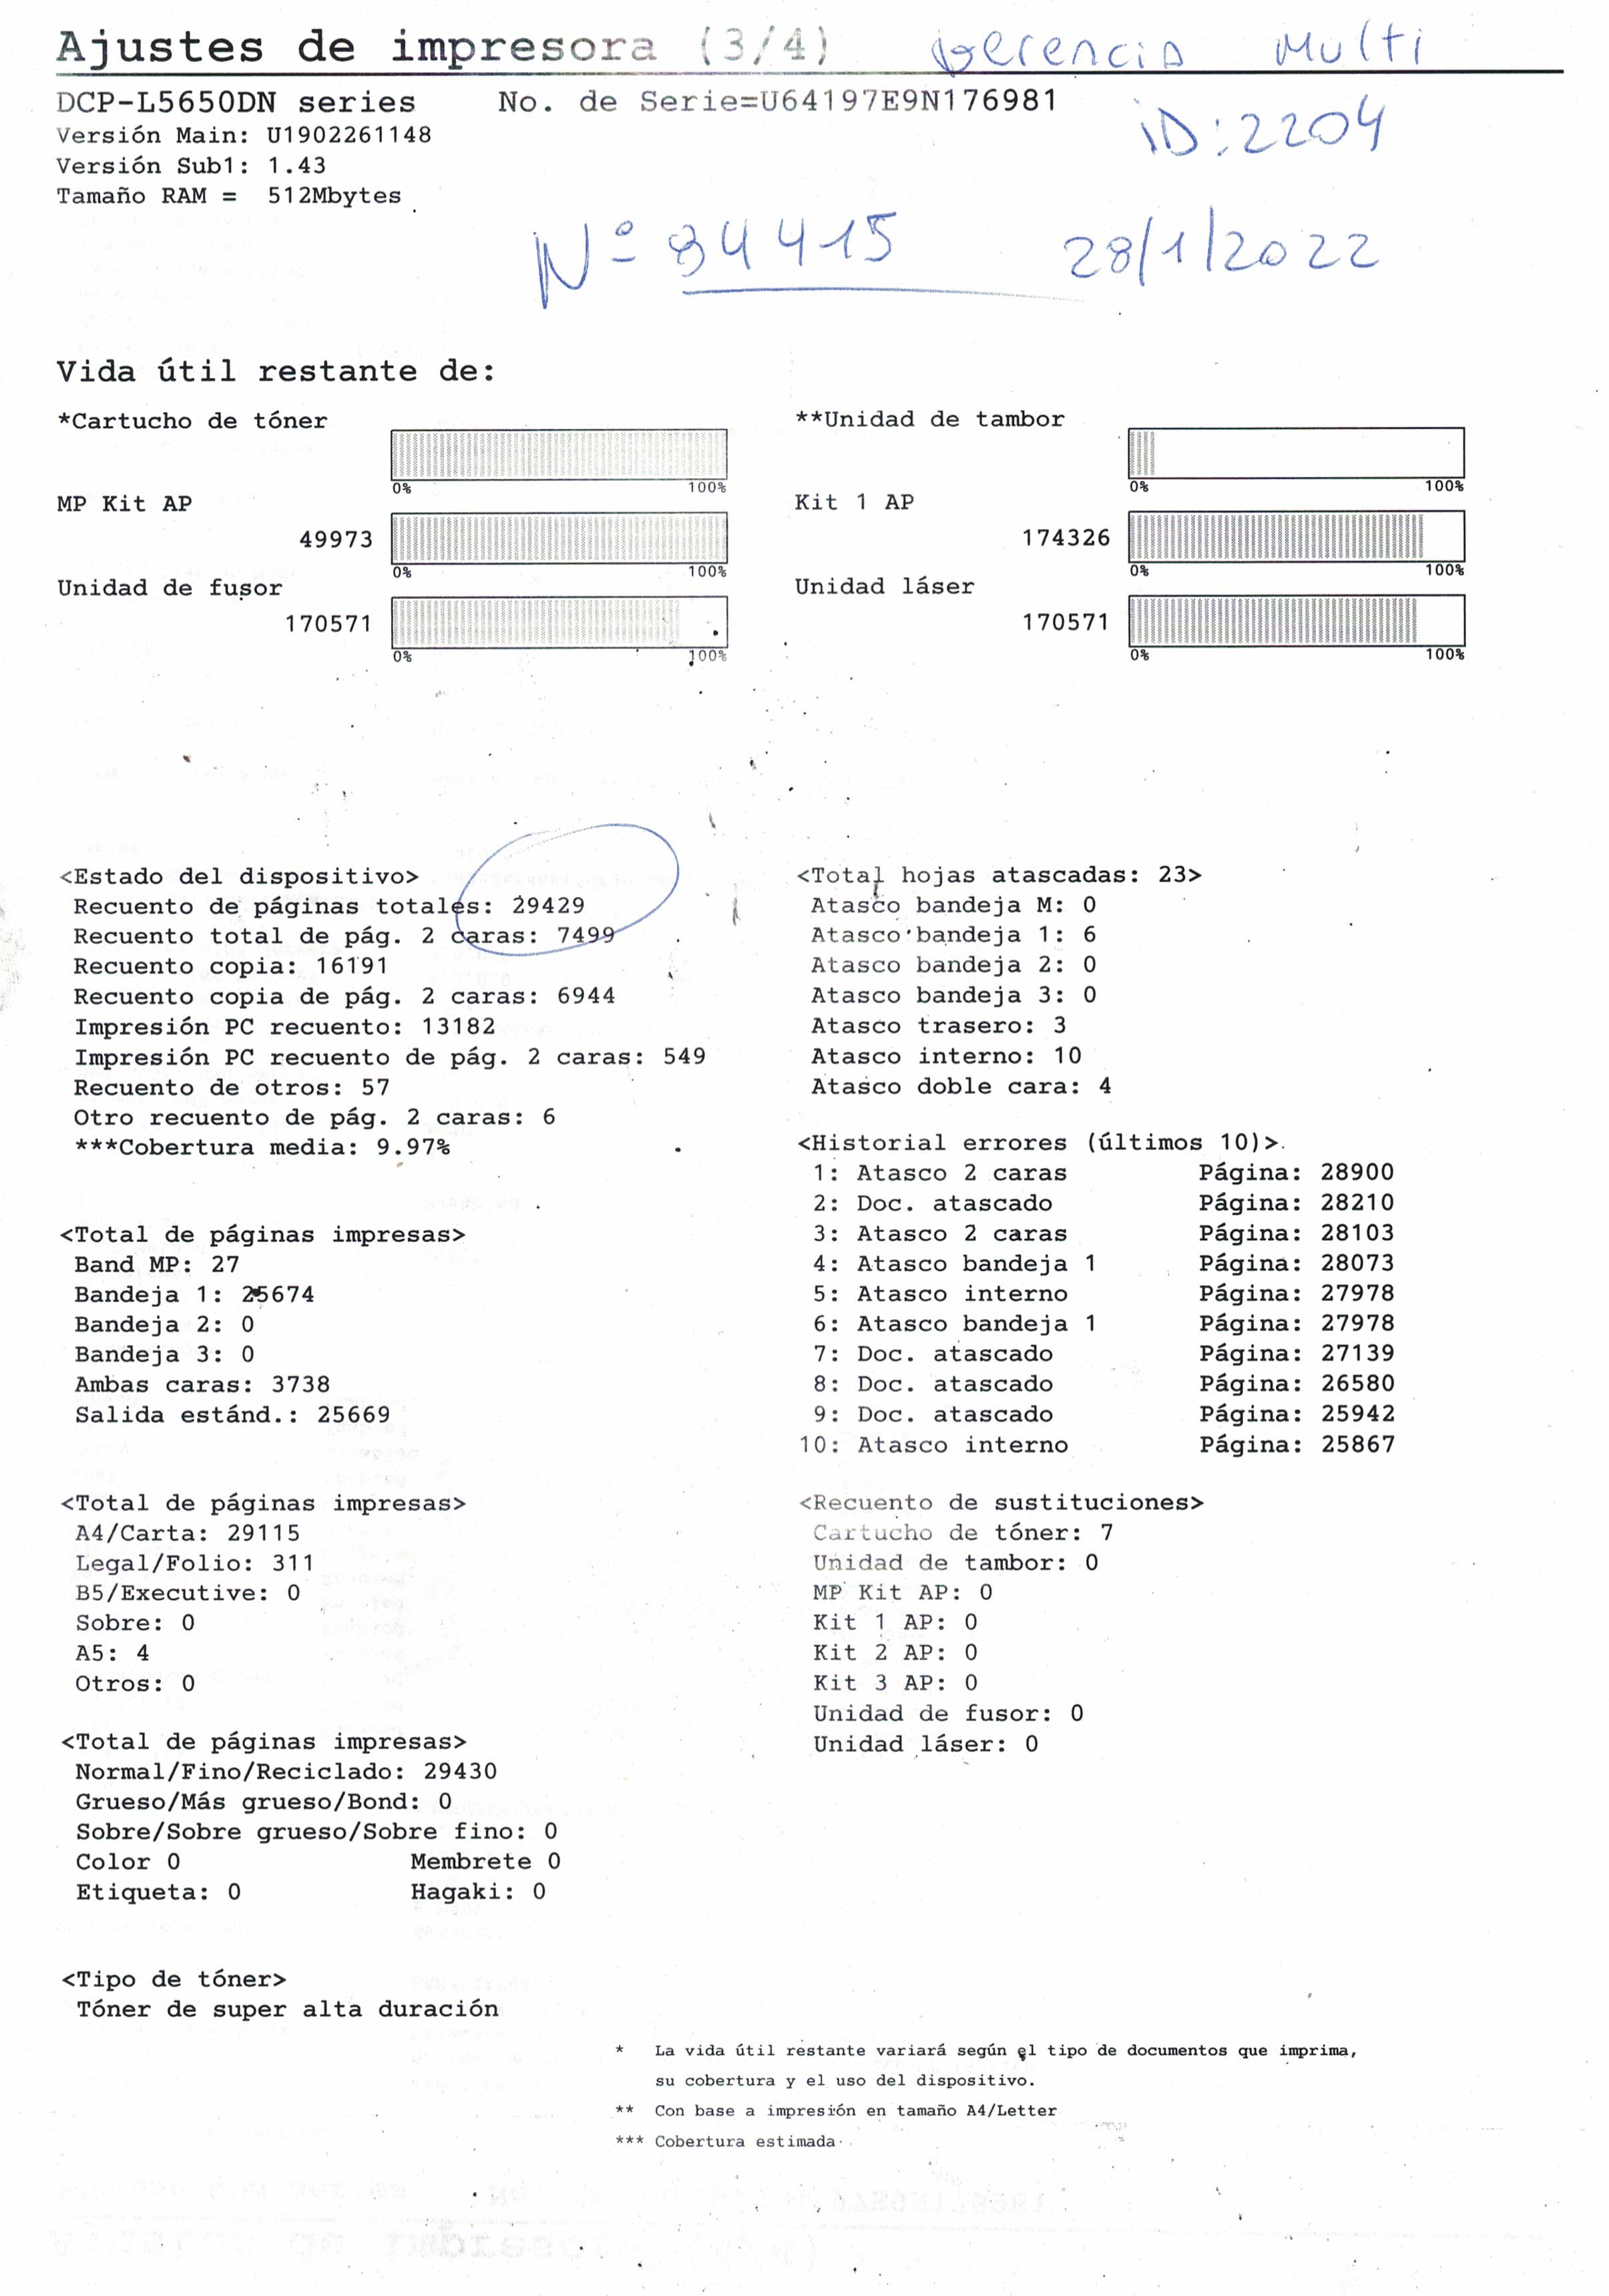 Ajustes de impresora (3/4) Gerencia Multi
DCP-L5650DN series No. de Serie=U64197E9N176981
Versión Main: U1902261148
ID:2204
Versión Sub1: 1.43
Tamaño RAM = 512Mbytes
Nº 94415 28/1/2022
Vida útil restante de:
*Cartucho de tóner
0% 100%
**Unidad de tambor
0% 100%
MP Kit AP
49973
0% 100%
Kit 1 AP
174326
0% 100%
Unidad de fusor
170571
0% 100%
Unidad láser
170571
0% 100%
<Estado del dispositivo>
Recuento de páginas totales: 29429
Recuento total de pág. 2 caras: 7499
Recuento copia: 16191
Recuento copia de pág. 2 caras: 6944
Impresión PC recuento: 13182
Impresión PC recuento de pág. 2 caras: 549
Recuento de otros: 57
Otro recuento de pág. 2 caras: 6
***Cobertura media: 9.97%
<Total de páginas impresas>
Band MP: 27
Bandeja 1: 25674
Bandeja 2: 0
Bandeja 3: 0
Ambas caras: 3738
Salida estánd.: 25669
<Total de páginas impresas>
A4/Carta: 29115
Legal/Folio: 311
B5/Executive: 0
Sobre: 0
A5: 4
Otros: 0
<Total de páginas impresas>
Normal/Fino/Reciclado: 29430
Grueso/Más grueso/Bond: 0
Sobre/Sobre grueso/Sobre fino: 0
Color 0 Membrete 0
Etiqueta: 0 Hagaki: 0
<Tipo de tóner>
Tóner de super alta duración
<Total hojas atascadas: 23>
Atasco bandeja M: 0
Atasco bandeja 1: 6
Atasco bandeja 2: 0
Atasco bandeja 3: 0
Atasco trasero: 3
Atasco interno: 10
Atasco doble cara: 4
<Historial errores (últimos 10)>
1: Atasco 2 caras Página: 28900
2: Doc. atascado Página: 28210
3: Atasco 2 caras Página: 28103
4: Atasco bandeja 1 Página: 28073
5: Atasco interno Página: 27978
6: Atasco bandeja 1 Página: 27978
7: Doc. atascado Página: 27139
8: Doc. atascado Página: 26580
9: Doc. atascado Página: 25942
10: Atasco interno Página: 25867
<Recuento de sustituciones>
Cartucho de tóner: 7
Unidad de tambor: 0
MP Kit AP: 0
Kit 1 AP: 0
Kit 2 AP: 0
Kit 3 AP: 0
Unidad de fusor: 0
Unidad láser: 0
* La vida útil restante variará según el tipo de documentos que imprima,
su cobertura y el uso del dispositivo.
** Con base a impresión en tamaño A4/Letter
*** Cobertura estimada